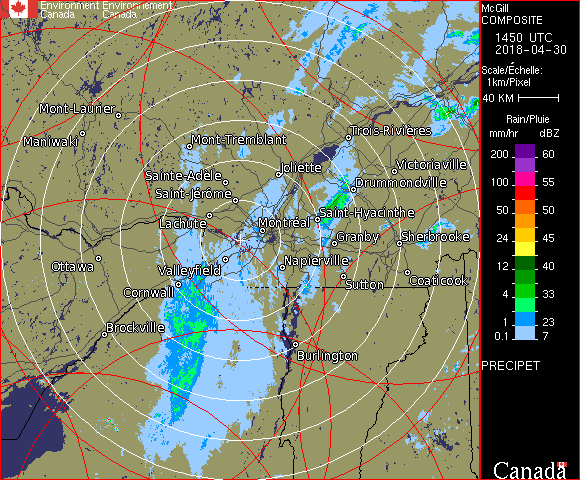 Environment Environnement
Canada Canada
Mont-Laurier
Maniwaki
Mont-Tremblant
Trois-Rivières
Sainte-Adèle
Joliette
Victoriaville
Saint-Jérôme
Drummondville
Lachute
Saint-Hyacinthe
Montréal
Granby
Sherbrooke
Ottawa
Valleyfield
Napierville
Cornwall
Sutton
Coaticook
Brockville
Burlington
McGill
COMPOSITE
1450 UTC
2018-04-30
Scale/Échelle:
1km/Pixel
40 KM
Rain/Pluie
mm/hr dBZ
200 60
100 55
50 50
24 45
12 40
4 33
1 23
0.1 7
PRECIPET
Canada